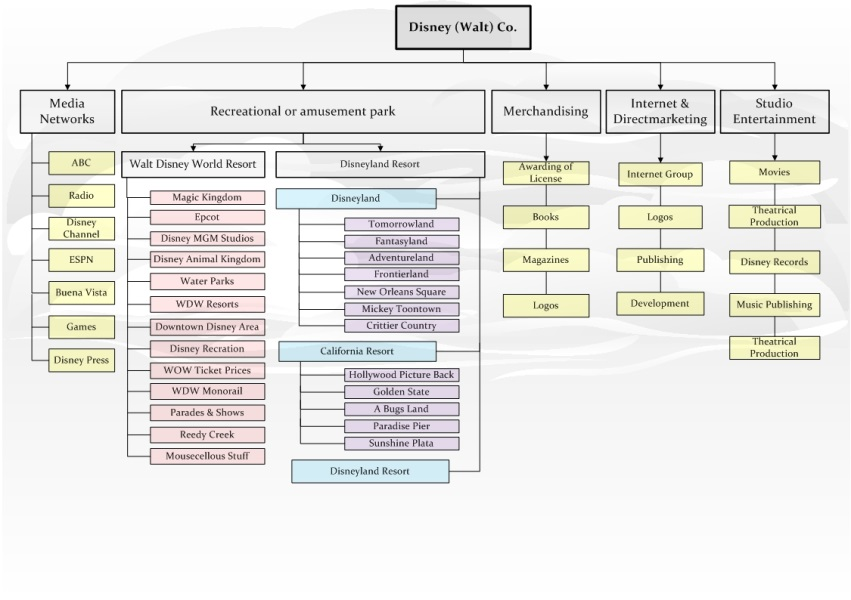 Disney (Walt) Co.
Media
Networks
ABC
Radio
Disney
Channel
ESPN
Buena Vista
Games
Disney Press
Recreational or amusement park
Walt Disney World Resort
Magic Kingdom
Epcot
Disney MGM Studios
Disney Animal Kingdom
Water Parks
WDW Resorts
Downtown Disney Area
Disney Recration
WOW Ticket Prices
WDW Monorail
Parades & Shows
Reedy Creek
Mousecellous Stuff
Disneyland Resort
Disneyland
Tomorrowland
Fantasyland
Adventureland
Frontierland
New Orleans Square
Mickey Toontown
Crittier Country
California Resort
Hollywood Picture Back
Golden State
A Bugs Land
Paradise Pier
Sunshine Plata
Disneyland Resort
Merchandising
Awarding of
License
Books
Magazines
Logos
Internet &
Directmarketing
Internet Group
Logos
Publishing
Development
Studio
Entertainment
Movies
Theatrical
Production
Disney Records
Music Publishing
Theatrical
Production